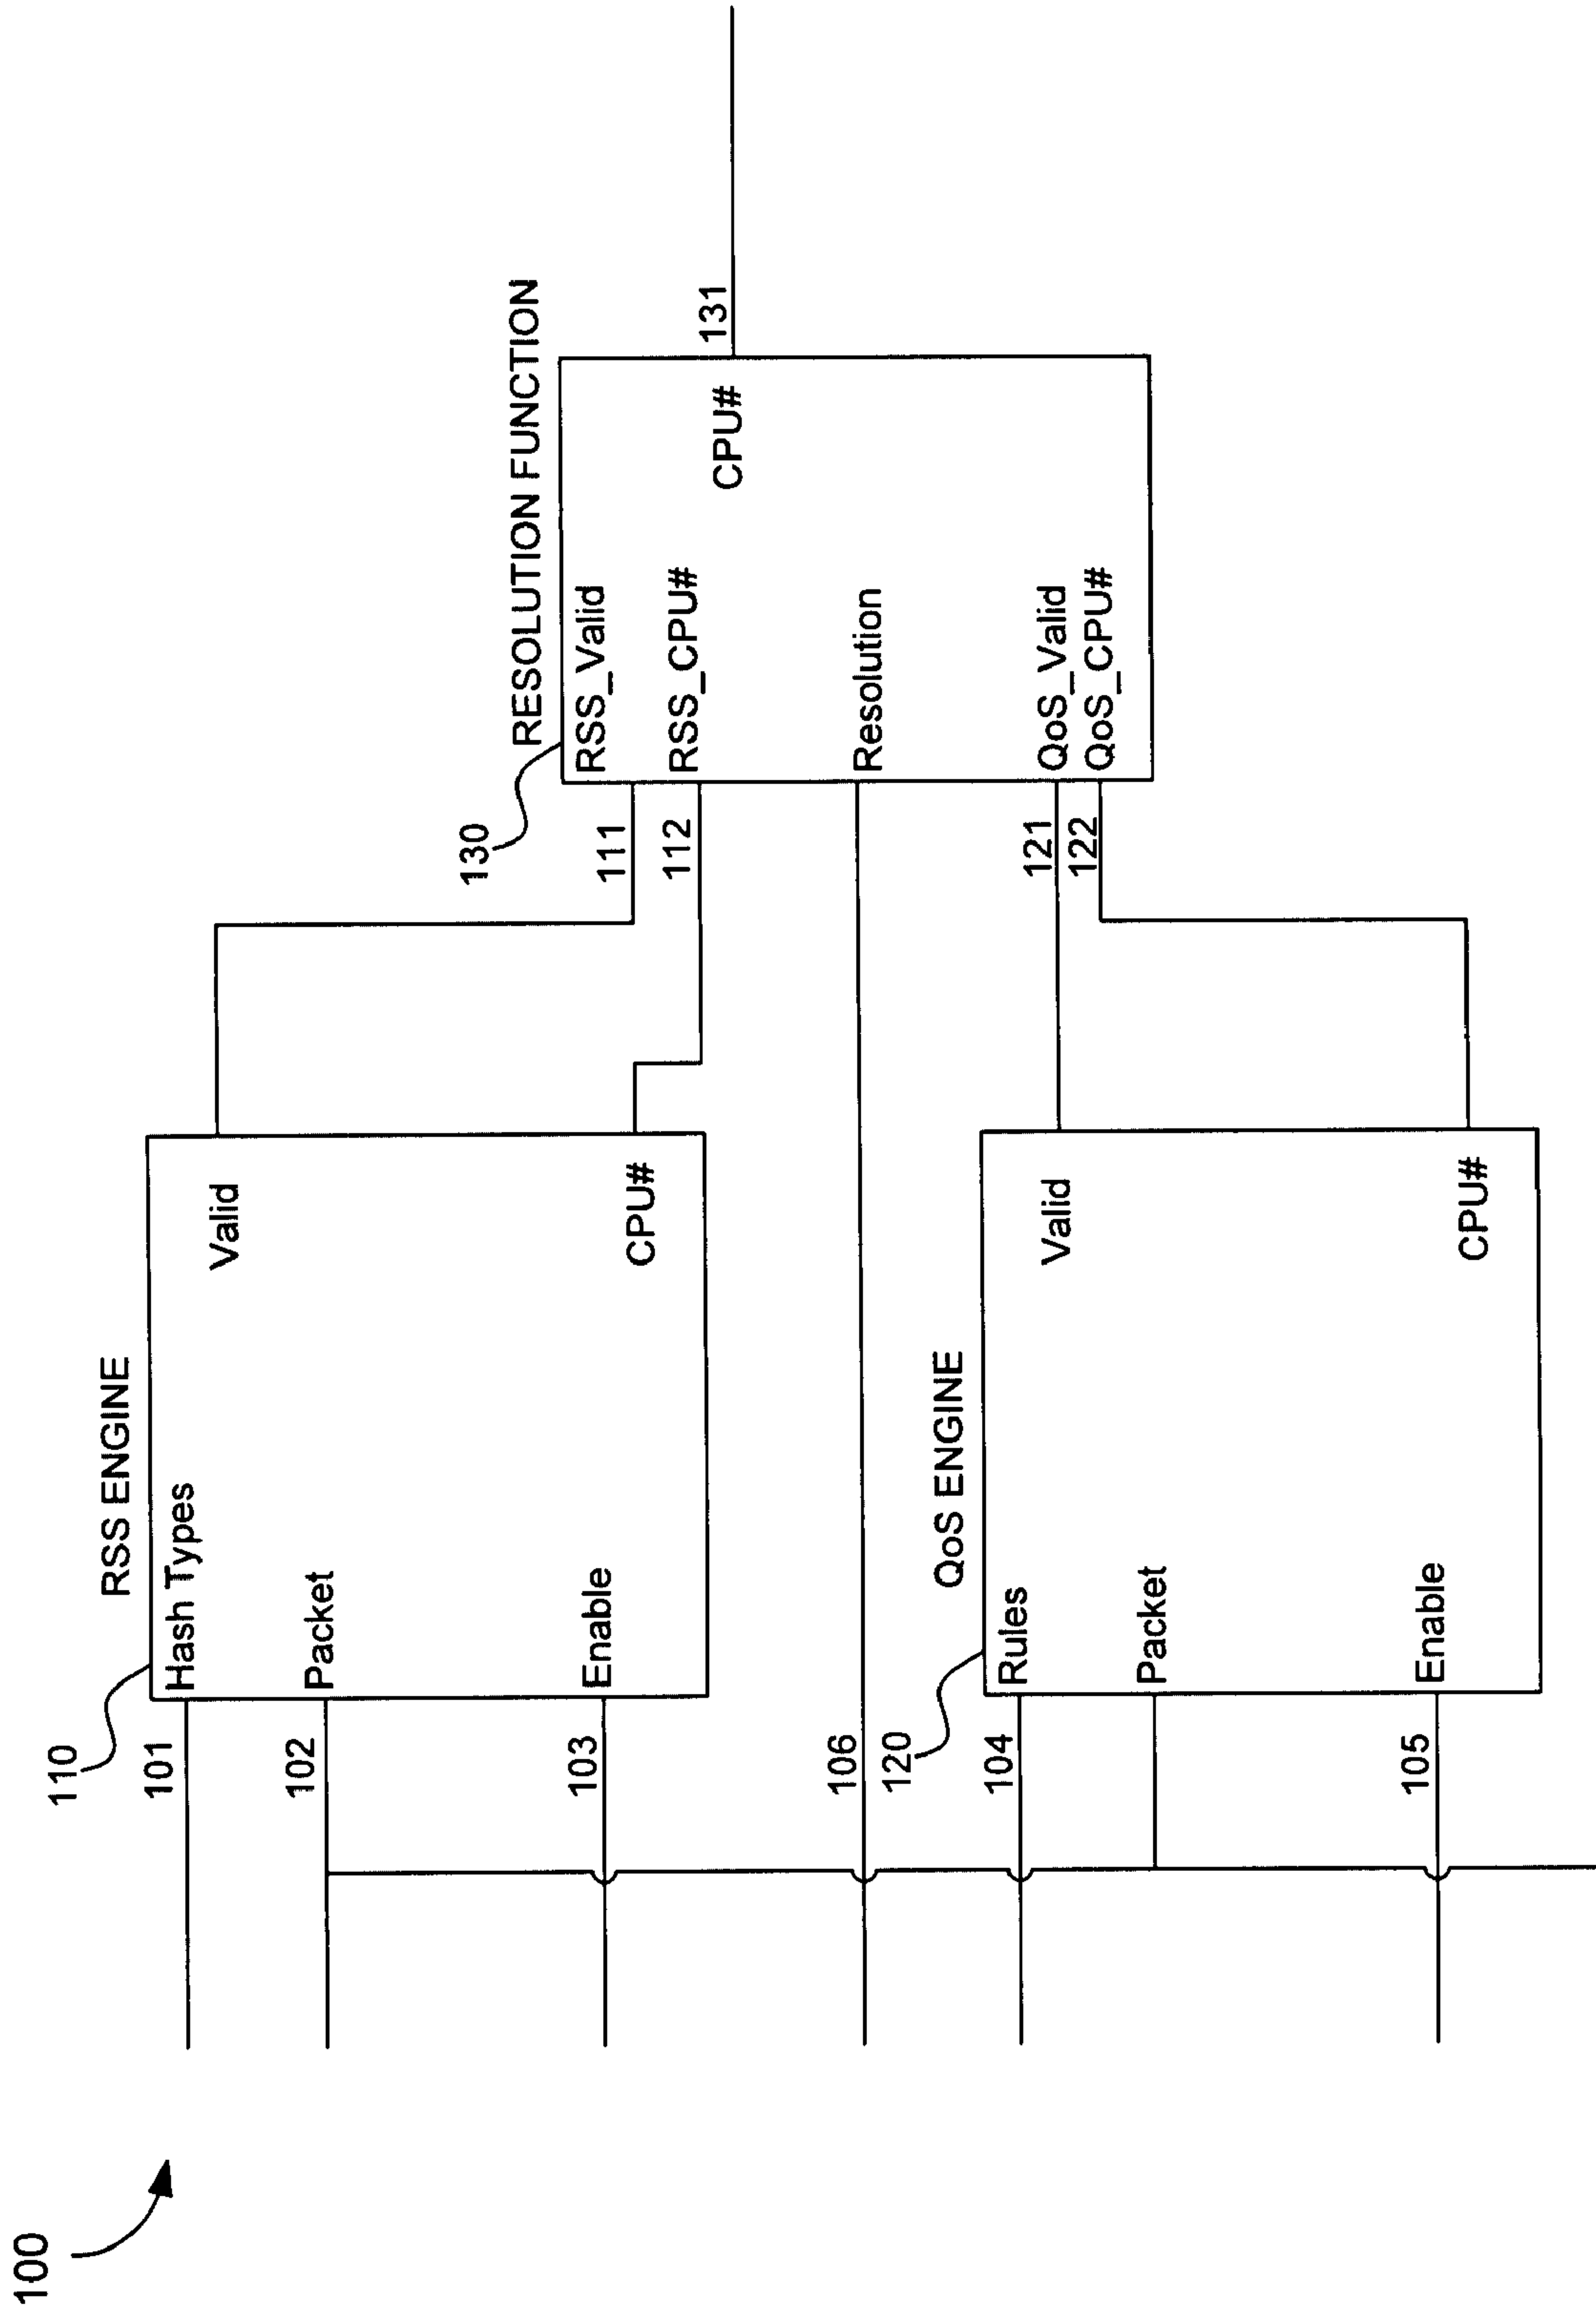 100
RSS ENGINE
110
101
Hash Types
Valid
102
Packet
103
Enable
CPU#
RESOLUTION FUNCTION
130
111
RSS_Valid
112
RSS_CPU#
CPU#
131
106
Resolution
121
QoS_Valid
122
QoS_CPU#
QoS ENGINE
120
104
Rules
Valid
Packet
105
Enable
CPU#